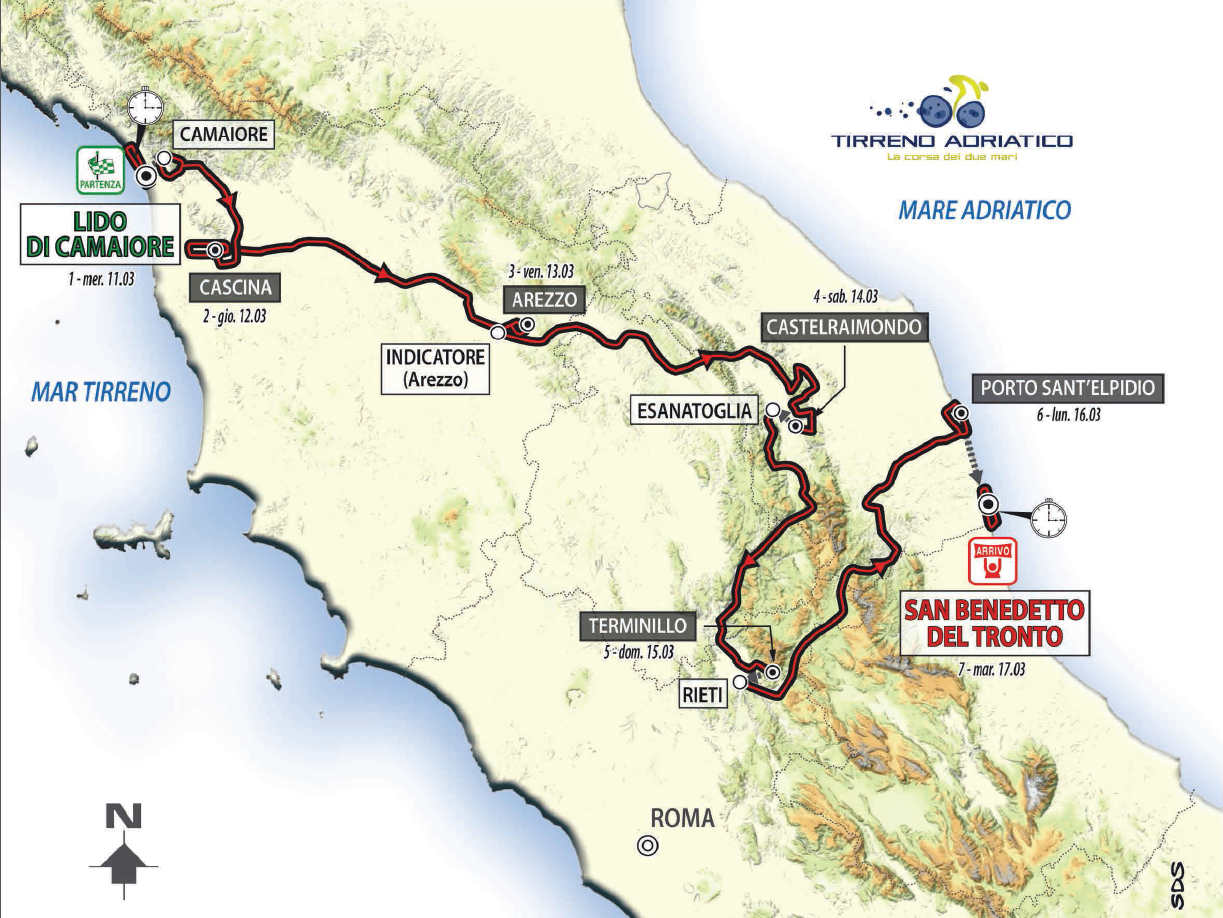 TIRRENO ADRIATICO
La corsa dei due mari
MARE ADRIATICO
CAMAIORE
PARTENZA
LIDO
DI CAMAIORE
1 - mer. 11.03
CASCINA
2 - gio. 12.03
3 - ven. 13.03
AREZZO
INDICATORE
(Arezzo)
4 - sab. 14.03
CASTELRAIMONDO
MAR TIRRENO
ESANATOGLIA
PORTO SANT'ELPIDIO
6 - lun. 16.03
ARRIVO
SAN BENEDETTO
DEL TRONTO
7 - mar. 17.03
TERMINILLO
5 - dom. 15.03
RIETI
ROMA
N
SDS